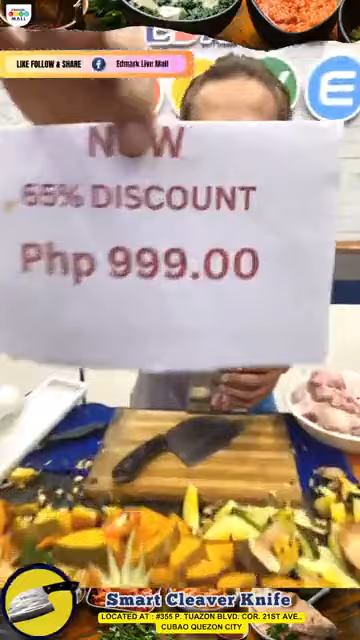 MALL
LIKE FOLLOW & SHARE
Edmark Live Mall
E
NOW
65% DISCOUNT
Php 999.00
Smart Cleaver Knife
LOCATED AT : #355 P. TUAZON BLVD. COR. 21ST AVE.,
CUBAO QUEZON CITY